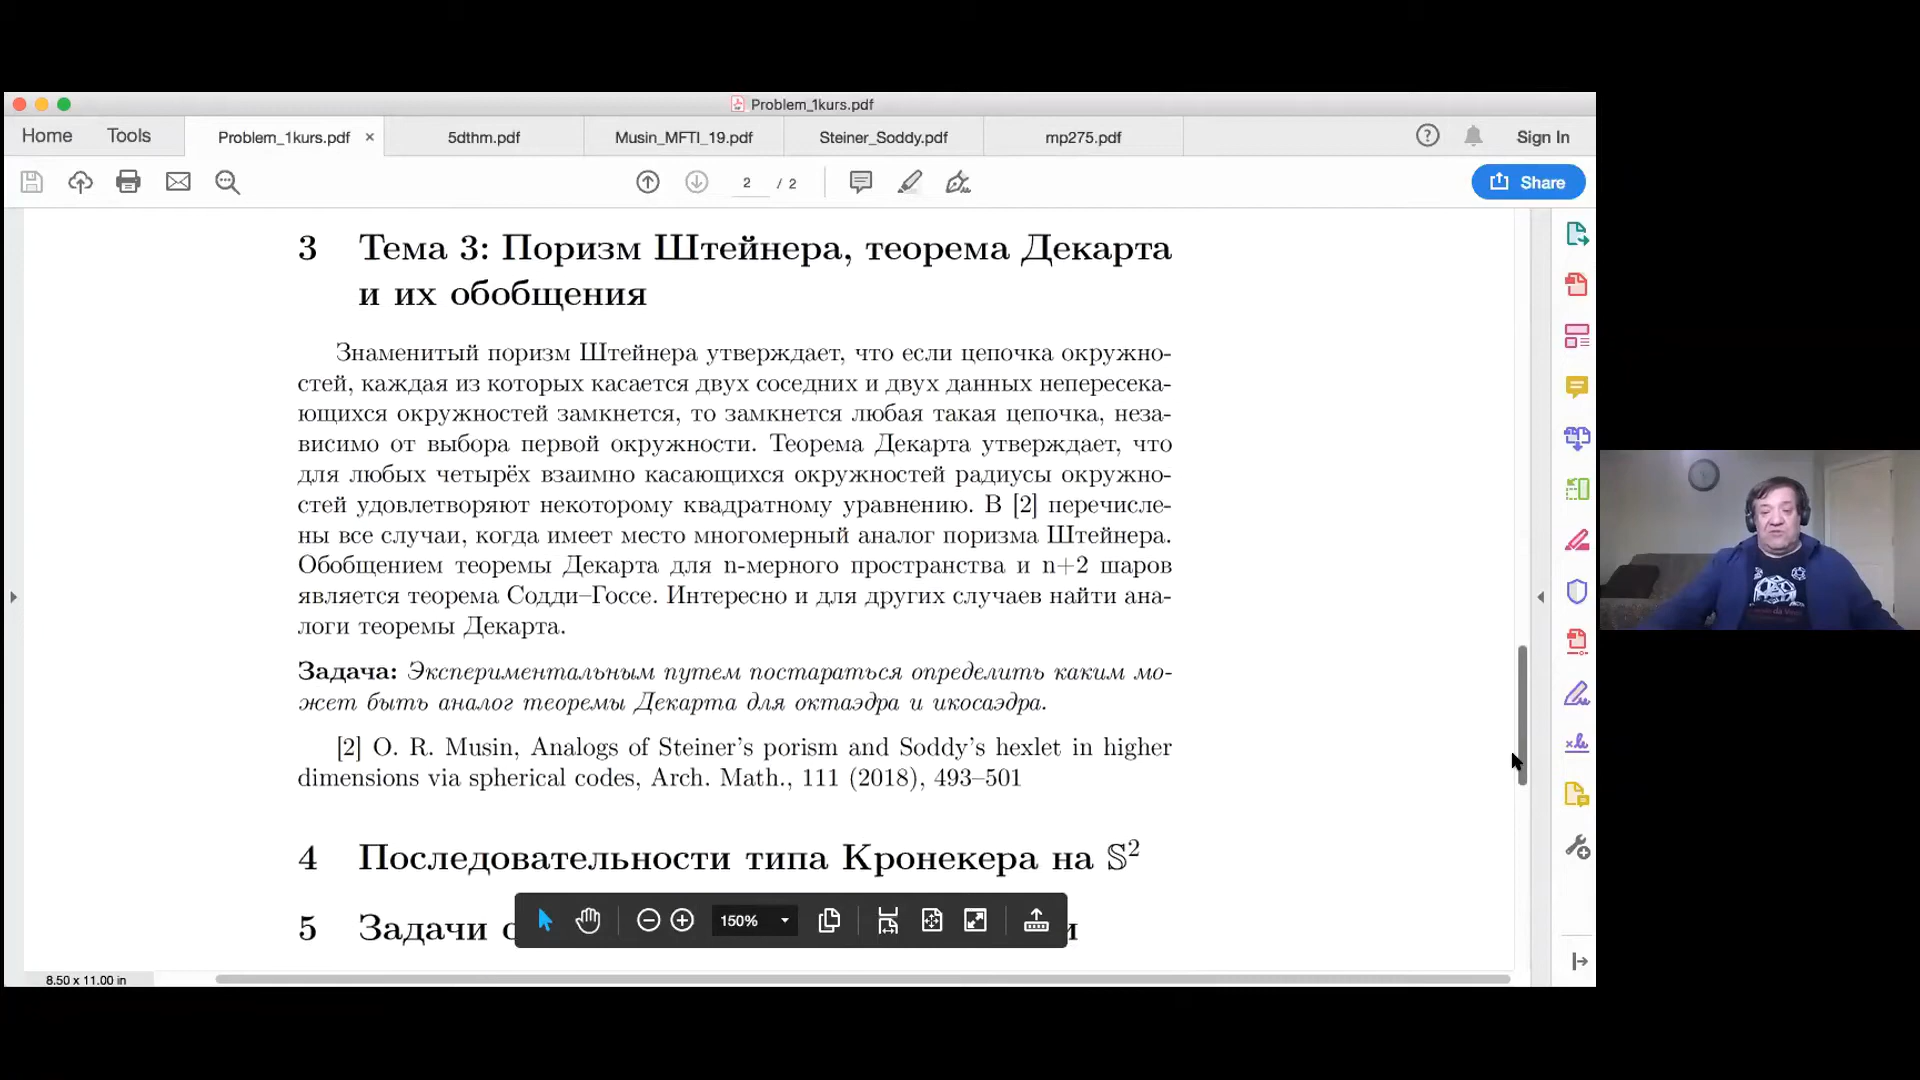 Problem_1kurs.pdf
Home Tools Problem_1kurs.pdf × 5dthm.pdf Musin_MFTI_19.pdf Steiner_Soddy.pdf mp275.pdf ? Sign In
2 / 2 Share
3 Тема 3: Поризм Штейнера, теорема Декарта
и их обобщения
Знаменитый поризм Штейнера утверждает, что если цепочка окружно-
стей, каждая из которых касается двух соседних и двух данных непересека-
ющихся окружностей замкнется, то замкнется любая такая цепочка, неза-
висимо от выбора первой окружности. Теорема Декарта утверждает, что
для любых четырёх взаимно касающихся окружностей радиусы окружно-
стей удовлетворяют некоторому квадратному уравнению. В [2] перечисле-
ны все случаи, когда имеет место многомерный аналог поризма Штейнера.
Обобщением теоремы Декарта для n-мерного пространства и n+2 шаров
является теорема Содди–Госсе. Интересно и для других случаев найти ана-
логи теоремы Декарта.
Задача: Экспериментальным путем постараться определить каким мо-
жет быть аналог теоремы Декарта для октаэдра и икосаэдра.
[2] O. R. Musin, Analogs of Steiner's porism and Soddy's hexlet in higher
dimensions via spherical codes, Arch. Math., 111 (2018), 493–501
4 Последовательности типа Кронекера на 𝕊²
5 Задачи
150%
8.50 x 11.00 in